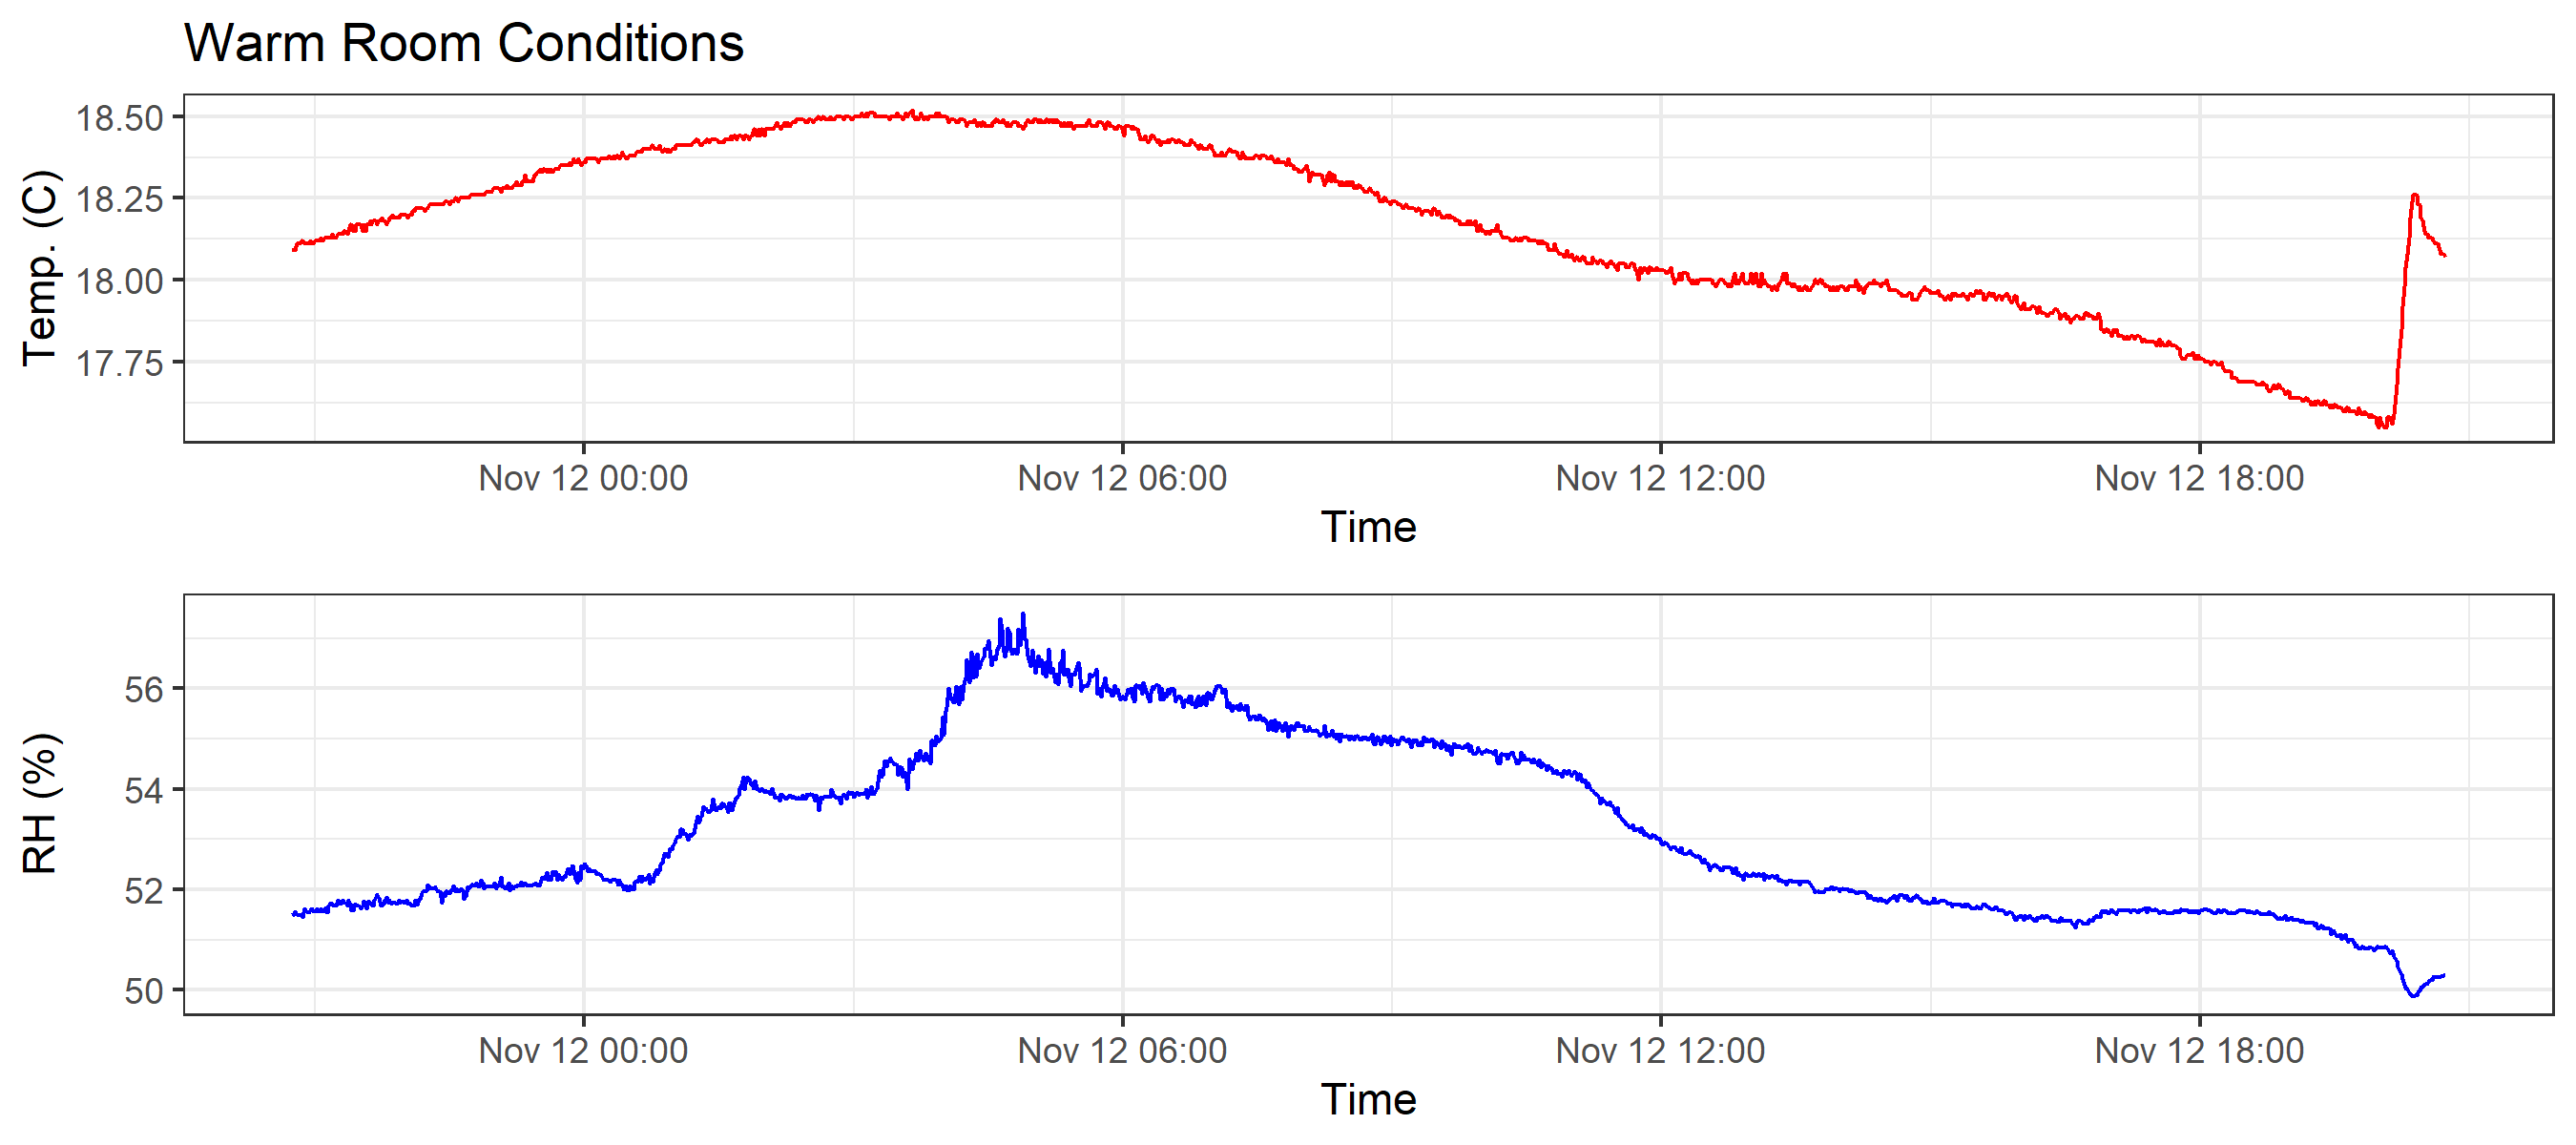 Warm Room Conditions
Temp. (C)
18.50
18.25
18.00
17.75
Nov 12 00:00 Nov 12 06:00 Nov 12 12:00 Nov 12 18:00
Time
RH (%)
56
54
52
50
Nov 12 00:00 Nov 12 06:00 Nov 12 12:00 Nov 12 18:00
Time